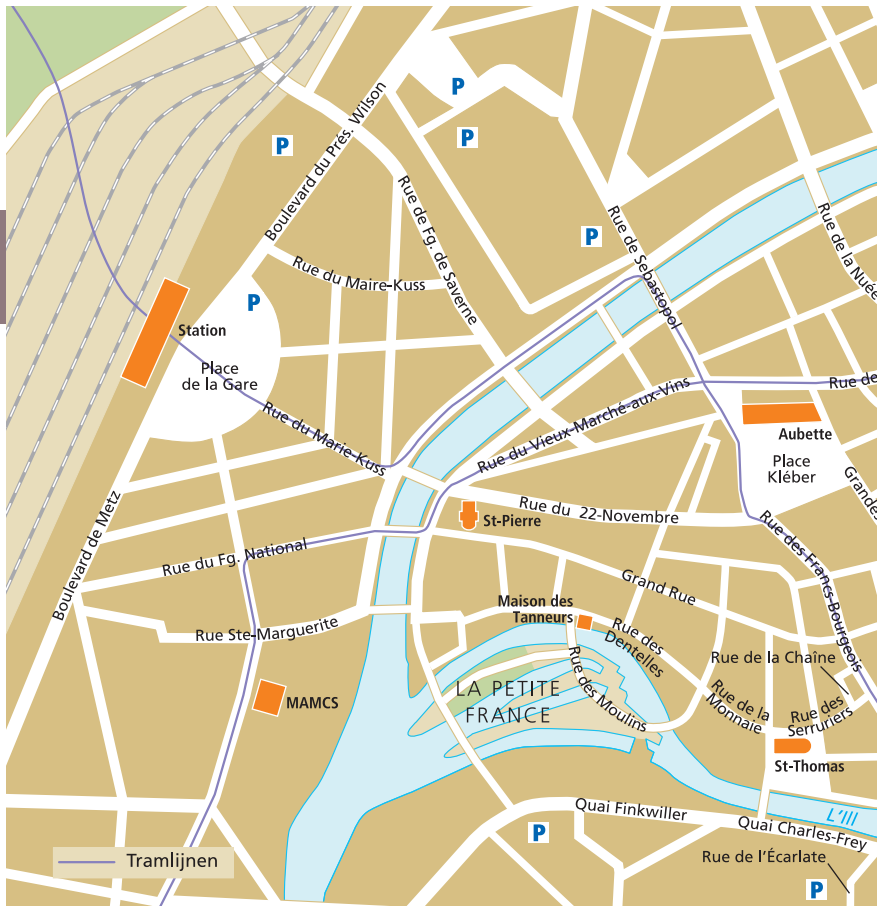 P
P
P
Boulevard du Prés. Wilson
Rue de Fg. de Saverne
Rue de Sebastopol
Rue de la Nuée
P
Rue du Maire-Kuss
P
Station
Place
de la Gare
Rue du Marie-Kuss
Rue du Vieux-Marché-aux-Vins
Rue de
Aubette
Place
Kléber
Grandes
Boulevard de Metz
Rue du Fg. National
St-Pierre
Rue du 22-Novembre
Rue des Francs-Bourgeois
Grand Rue
Maison des
Tanneurs
Rue des
Dentelles
Rue Ste-Marguerite
Rue de la Chaîne
MAMCS
LA PETITE
FRANCE
Rue des Moulins
Rue de la
Monnaie
Rue des
Serruriers
St-Thomas
Quai Finkwiller
Quai Charles-Frey
L'Ill
P
Rue de l'Écarlate
P
Tramlijnen